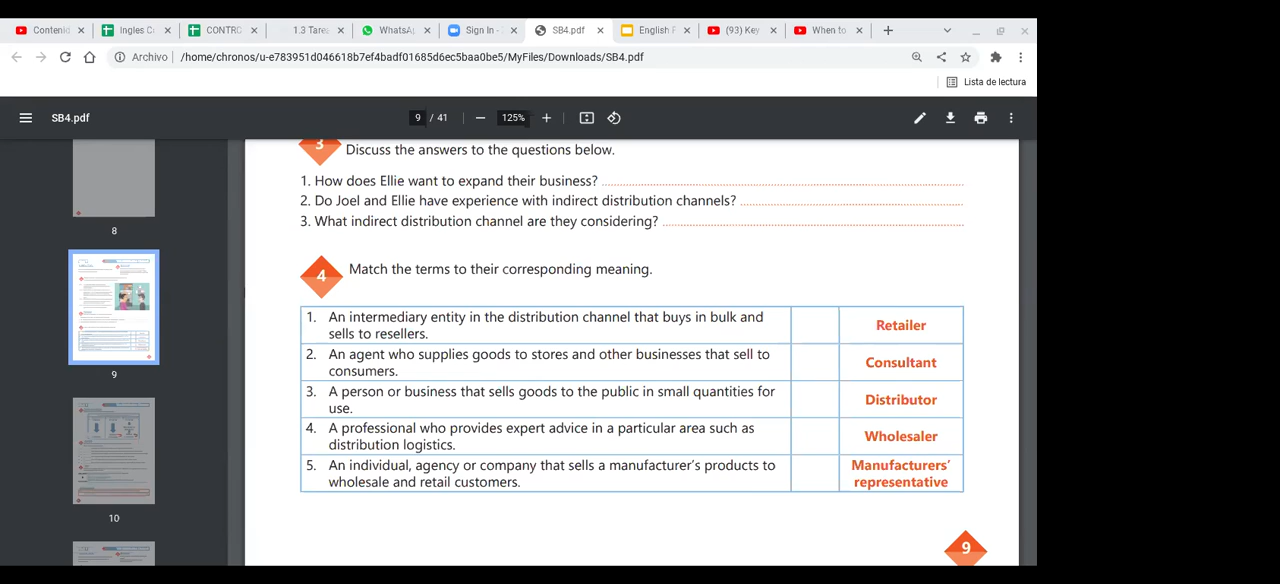 Contenid
Ingles Cu
CONTRO
1.3 Tarea
WhatsAp
Sign In -
SB4.pdf
English P
(93) Key
When to
Archivo
/home/chronos/u-e783951d046618b7ef4badf01685d6ec5baa0be5/MyFiles/Downloads/SB4.pdf
Lista de lectura
SB4.pdf
9 / 41
125%
8
9
10
3
Discuss the answers to the questions below.
1. How does Ellie want to expand their business?
2. Do Joel and Ellie have experience with indirect distribution channels?
3. What indirect distribution channel are they considering?
4
Match the terms to their corresponding meaning.
1. An intermediary entity in the distribution channel that buys in bulk and
sells to resellers.
Retailer
2. An agent who supplies goods to stores and other businesses that sell to
consumers.
Consultant
3. A person or business that sells goods to the public in small quantities for
use.
Distributor
4. A professional who provides expert advice in a particular area such as
distribution logistics.
Wholesaler
5. An individual, agency or company that sells a manufacturer's products to
wholesale and retail customers.
Manufacturers'
representative
9